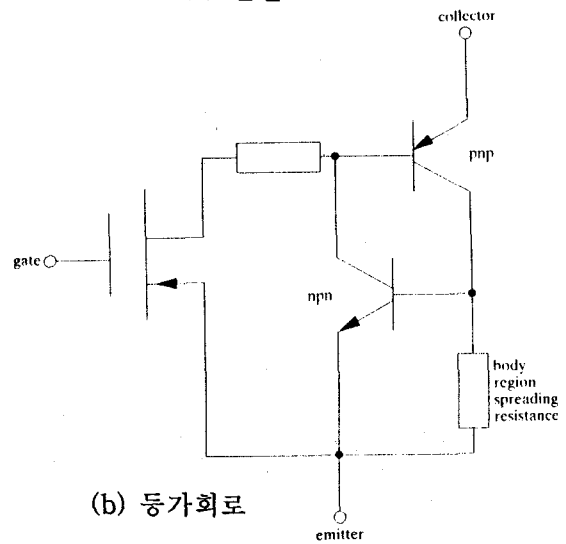 collector
pnp
gate
npn
body
region
spreading
resistance
(b) 등가회로
emitter